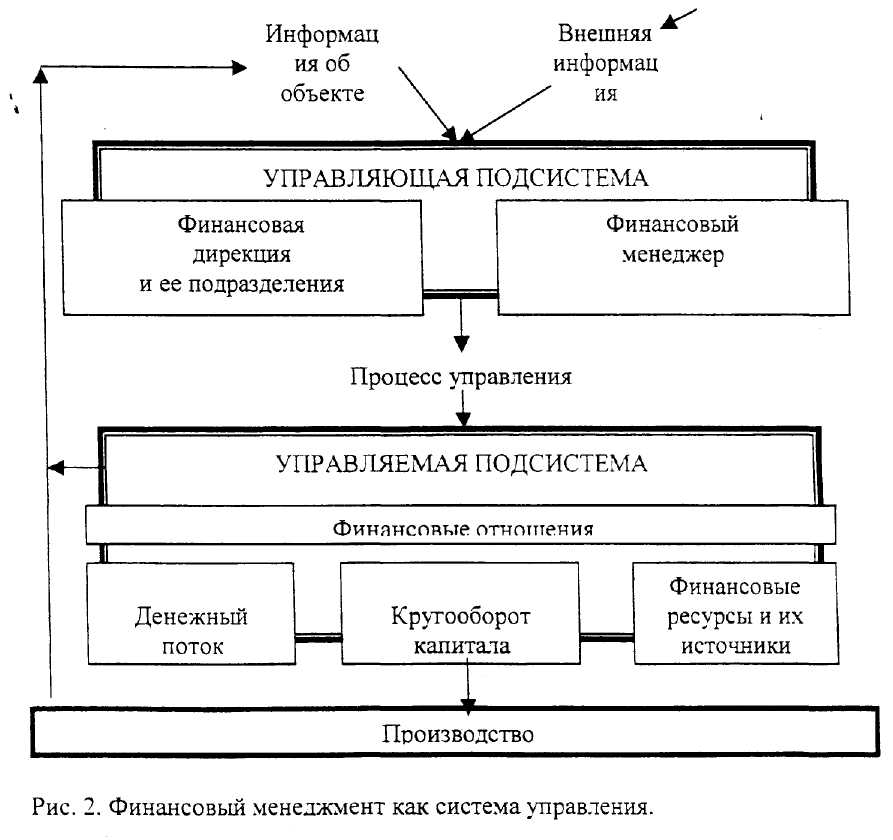 Информац
ия об
объекте
Внешняя
информац
ия
УПРАВЛЯЮЩАЯ ПОДСИСТЕМА
Финансовая
дирекция
и ее подразделения
Финансовый
менеджер
Процесс управления
УПРАВЛЯЕМАЯ ПОДСИСТЕМА
Финансовые отношения
Денежный
поток
Кругооборот
капитала
Финансовые
ресурсы и их
источники
Производство
Рис. 2. Финансовый менеджмент как система управления.